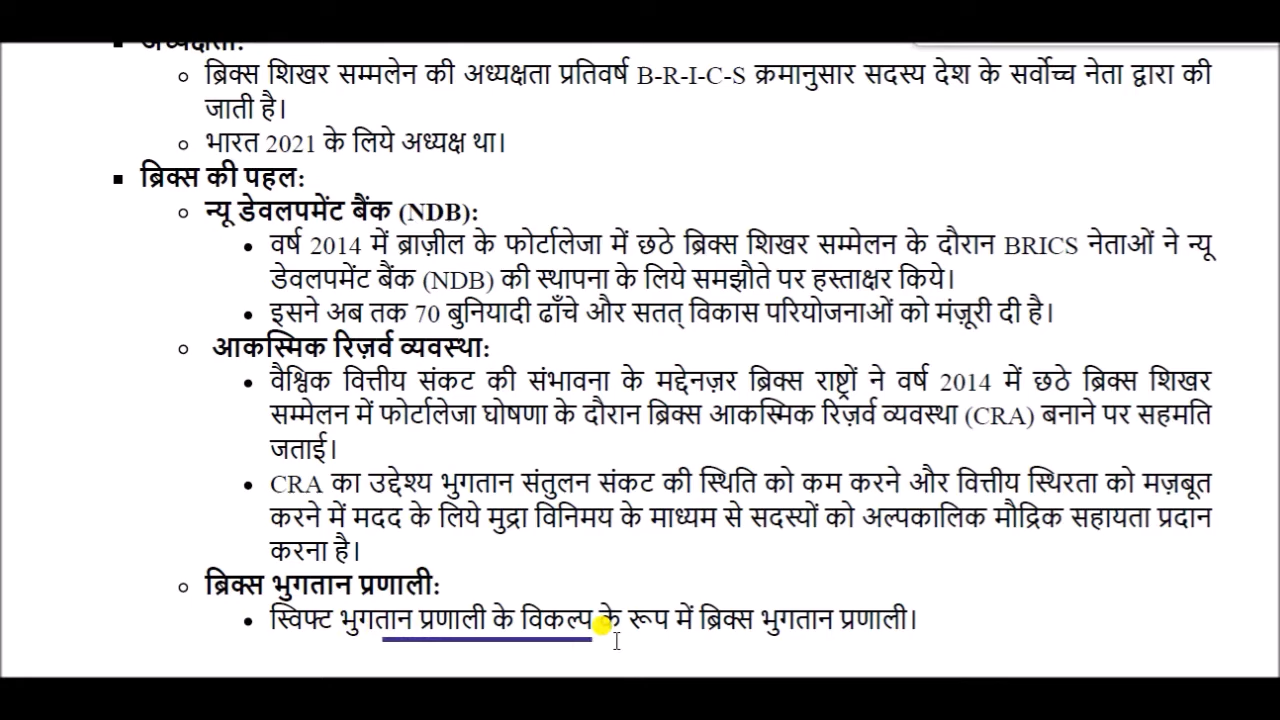 अध्यक्षता:
ब्रिक्स शिखर सम्मलेन की अध्यक्षता प्रतिवर्ष B-R-I-C-S क्रमानुसार सदस्य देश के सर्वोच्च नेता द्वारा की
जाती है।
भारत 2021 के लिये अध्यक्ष था।
ब्रिक्स की पहल:
न्यू डेवलपमेंट बैंक (NDB):
वर्ष 2014 में ब्राज़ील के फोर्टालेजा में छठे ब्रिक्स शिखर सम्मेलन के दौरान BRICS नेताओं ने न्यू
डेवलपमेंट बैंक (NDB) की स्थापना के लिये समझौते पर हस्ताक्षर किये।
इसने अब तक 70 बुनियादी ढाँचे और सतत् विकास परियोजनाओं को मंज़ूरी दी है।
आकस्मिक रिज़र्व व्यवस्था:
वैश्विक वित्तीय संकट की संभावना के मद्देनज़र ब्रिक्स राष्ट्रों ने वर्ष 2014 में छठे ब्रिक्स शिखर
सम्मेलन में फोर्टालेजा घोषणा के दौरान ब्रिक्स आकस्मिक रिज़र्व व्यवस्था (CRA) बनाने पर सहमति
जताई।
CRA का उद्देश्य भुगतान संतुलन संकट की स्थिति को कम करने और वित्तीय स्थिरता को मज़बूत
करने में मदद के लिये मुद्रा विनिमय के माध्यम से सदस्यों को अल्पकालिक मौद्रिक सहायता प्रदान
करना है।
ब्रिक्स भुगतान प्रणाली:
स्विफ्ट भुगतान प्रणाली के विकल्प के रूप में ब्रिक्स भुगतान प्रणाली।